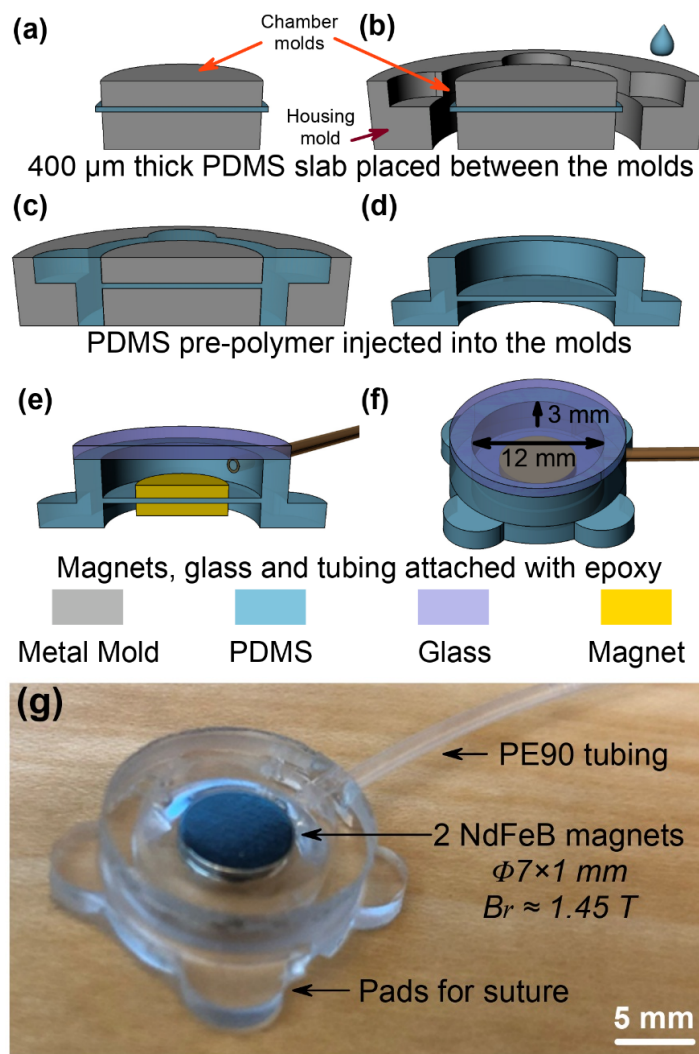 (a)
Chamber
molds
(b)
Housing
mold
400 μm thick PDMS slab placed between the molds
(c)
(d)
PDMS pre-polymer injected into the molds
(e)
(f)
3 mm
12 mm
Magnets, glass and tubing attached with epoxy
Metal Mold
PDMS
Glass
Magnet
(g)
PE90 tubing
2 NdFeB magnets
Φ7×1 mm
Br ≈ 1.45 T
Pads for suture
5 mm